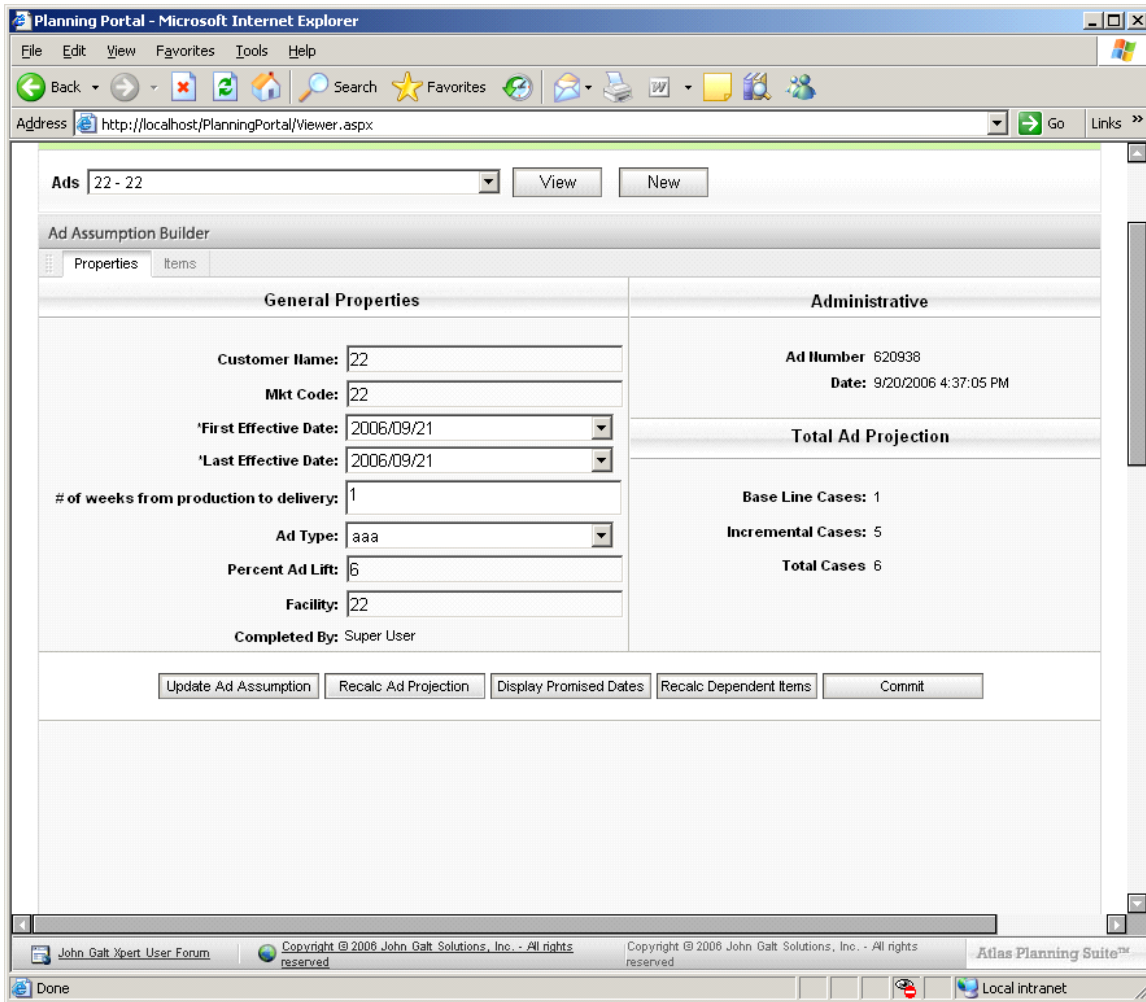 Planning Portal - Microsoft Internet Explorer
File Edit View Favorites Tools Help
Back Search Favorites
Address http://localhost/PlanningPortal/Viewer.aspx Go Links »
Ads 22 - 22 View New
Ad Assumption Builder
Properties Items
General Properties
Customer Name: 22
Mkt Code: 22
*First Effective Date: 2006/09/21
*Last Effective Date: 2006/09/21
# of weeks from production to delivery: 1
Ad Type: aaa
Percent Ad Lift: 6
Facility: 22
Completed By: Super User
Administrative
Ad Number 620938
Date: 9/20/2006 4:37:05 PM
Total Ad Projection
Base Line Cases: 1
Incremental Cases: 5
Total Cases 6
Update Ad Assumption Recalc Ad Projection Display Promised Dates Recalc Dependent Items Commit
John Galt Xpert User Forum
Copyright © 2006 John Galt Solutions, Inc. - All rights
reserved
Copyright © 2006 John Galt Solutions, Inc. - All rights
reserved
Atlas Planning Suite™
Done Local intranet